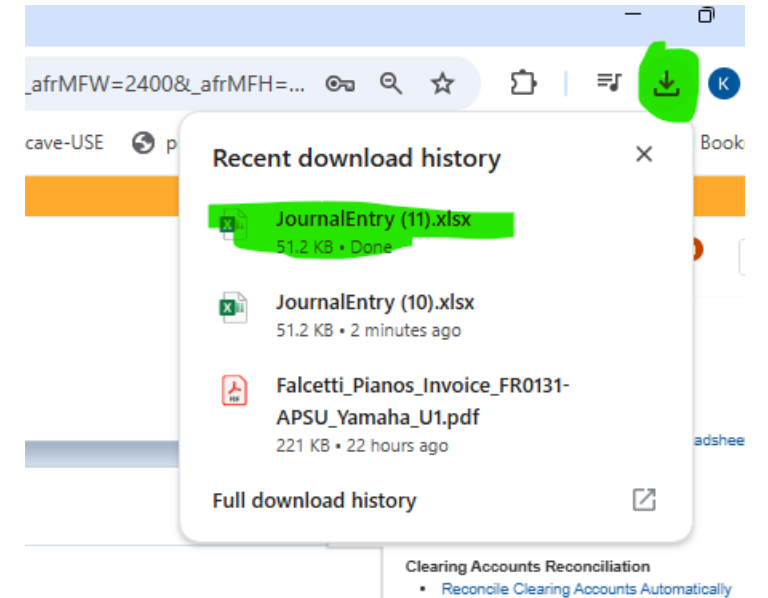 _afrMFW=2400&_afrMFH=...
K
cave-USE
Recent download history
JournalEntry (11).xlsx
51.2 KB • Done
JournalEntry (10).xlsx
51.2 KB • 2 minutes ago
PDF
Falcetti_Pianos_Invoice_FR0131-
APSU_Yamaha_U1.pdf
221 KB • 22 hours ago
Full download history
Clearing Accounts Reconciliation
• Reconcile Clearing Accounts Automatically